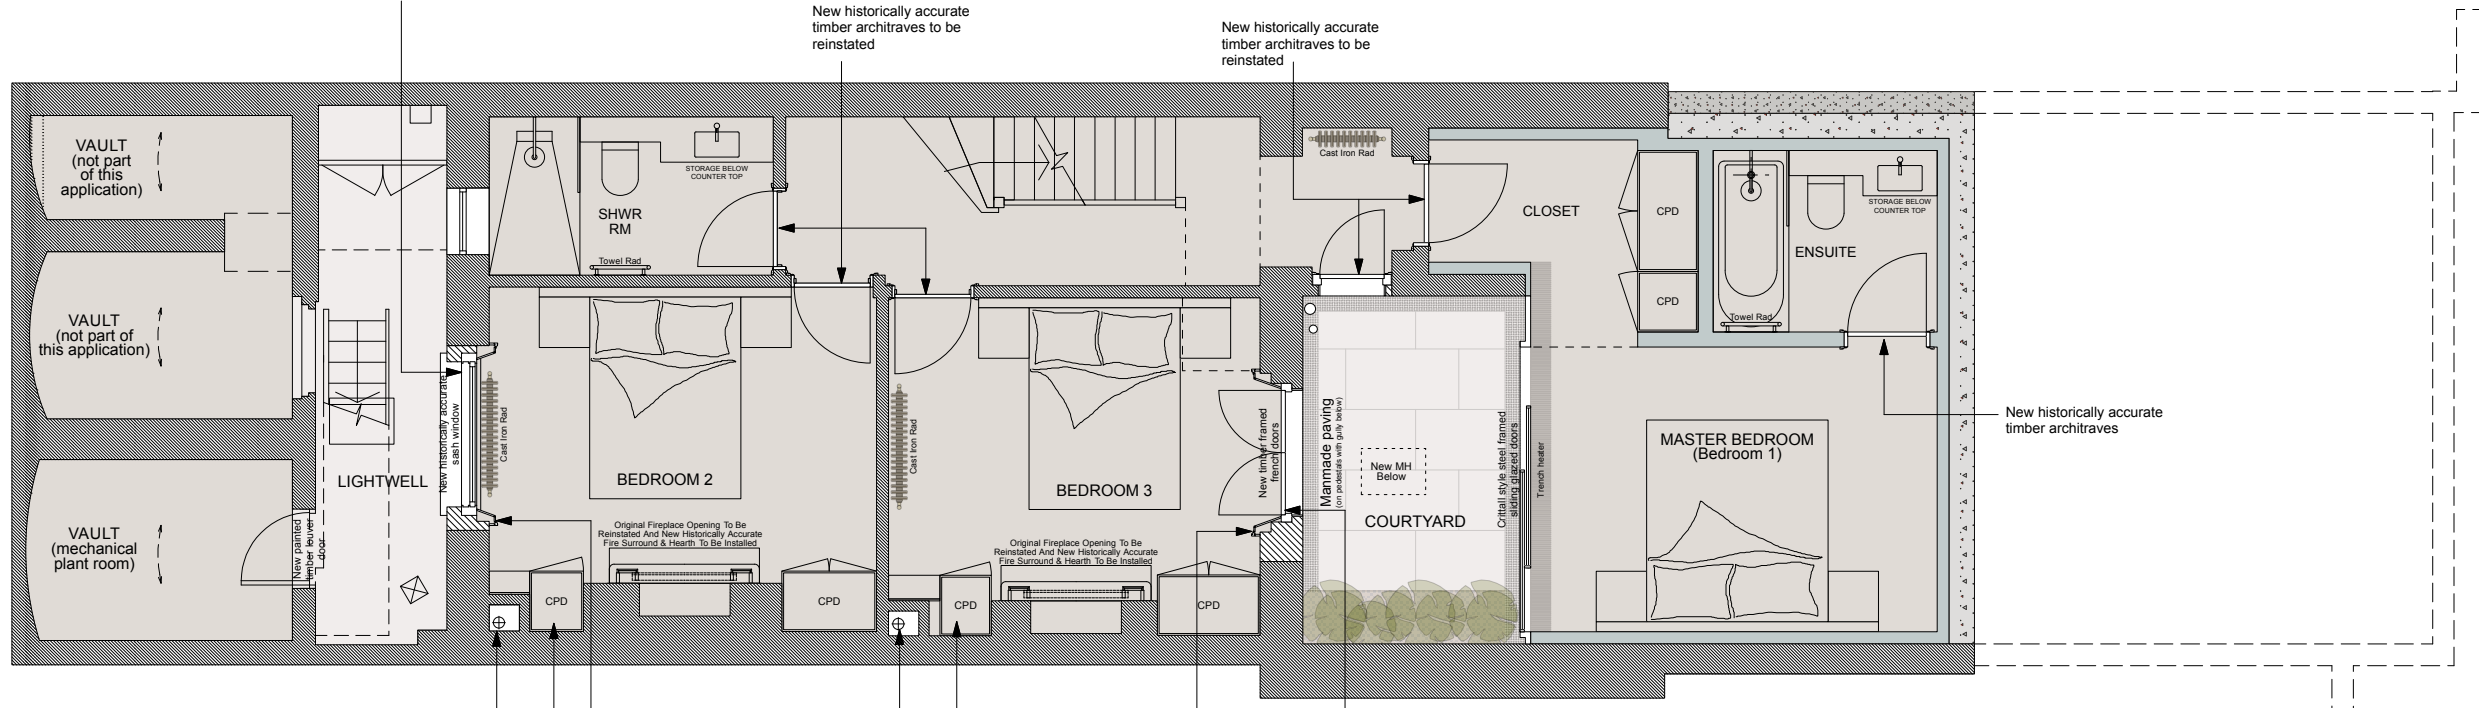 New historically accurate
timber architraves to be
reinstated
New historically accurate
timber architraves to be
reinstated
VAULT
(not part
of this
application)
VAULT
(not part of
this application)
VAULT
(mechanical
plant room)
New painted
timber louver
door
LIGHTWELL
New historically accurate
sash window
Cast Iron Rad
SHWR
RM
STORAGE BELOW
COUNTER TOP
Towel Rad
BEDROOM 2
Original Fireplace Opening To Be
Reinstated And New Historically Accurate
Fire Surround & Hearth To Be Installed
CPD
CPD
Cast Iron Rad
BEDROOM 3
Original Fireplace Opening To Be
Reinstated And New Historically Accurate
Fire Surround & Hearth To Be Installed
CPD
CPD
New timber framed
french doors
Cast Iron Rad
Manmade paving
(on pedestals with gully below)
New MH
Below
COURTYARD
Crittall style steel framed
sliding glazed doors
Trench heater
CLOSET
CPD
CPD
ENSUITE
STORAGE BELOW
COUNTER TOP
Towel Rad
MASTER BEDROOM
(Bedroom 1)
New historically accurate
timber architraves